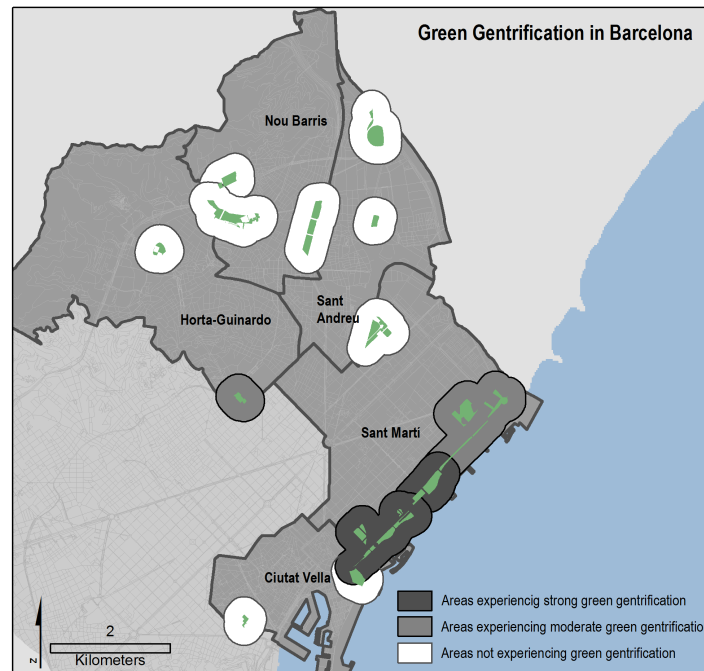 Green Gentrification in Barcelona
Nou Barris
Sant
Andreu
Horta-Guinardo
Sant Marti
Ciutat Vella
Areas experiencig strong green gentrification
Areas experiencing moderate green gentrificatio
Areas not experiencing green gentrification
2
Kilometers
N